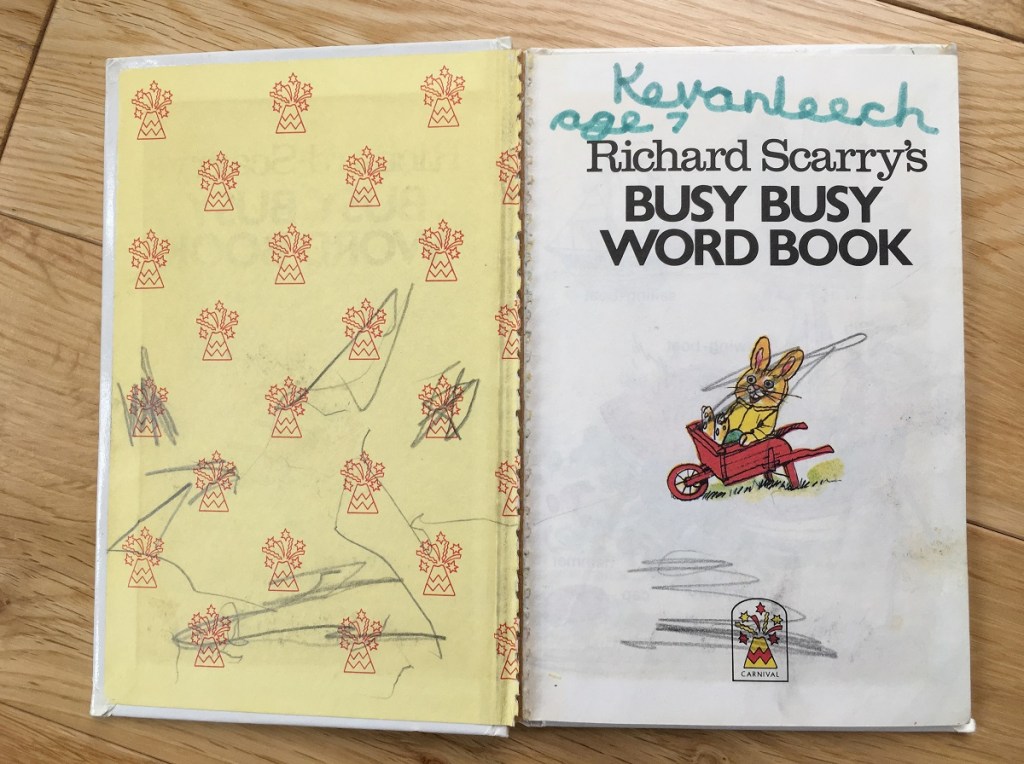 Kevanleech
age 7
Richard Scarry's
BUSY BUSY
WORD BOOK
CARNIVAL